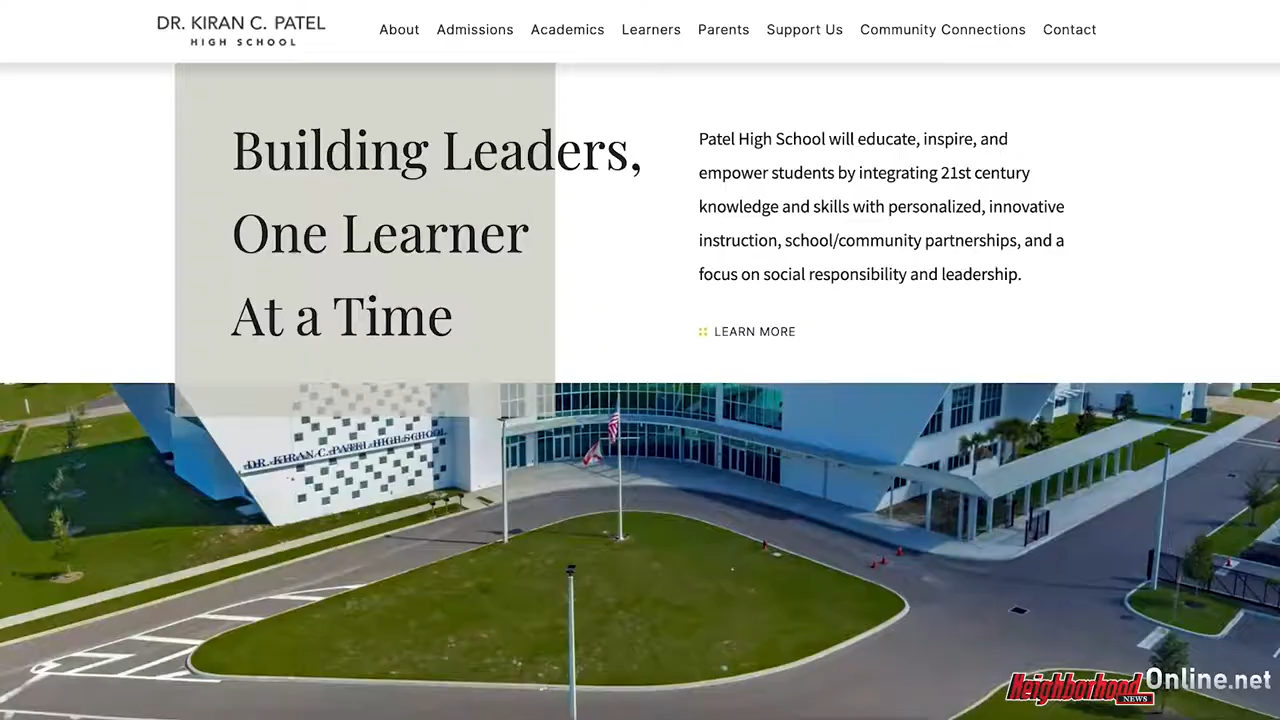 DR. KIRAN C. PATEL
HIGH SCHOOL
About Admissions Academics Learners Parents Support Us Community Connections Contact
Building Leaders,
One Learner
At a Time
Patel High School will educate, inspire, and
empower students by integrating 21st century
knowledge and skills with personalized, innovative
instruction, school/community partnerships, and a
focus on social responsibility and leadership.
LEARN MORE
DR. KIRAN C. PATEL HIGH SCHOOL
Neighborhood NEWS Online.net